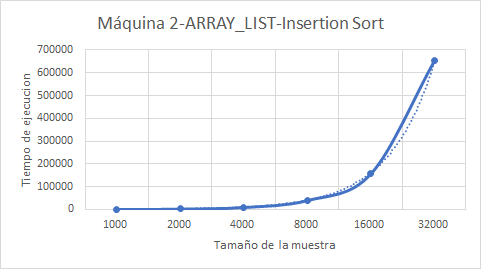 Máquina 2-ARRAY_LIST-Insertion Sort
700000
600000
500000
400000
300000
200000
100000
0
Tiempo de ejecucion
1000 2000 4000 8000 16000 32000
Tamaño de la muestra